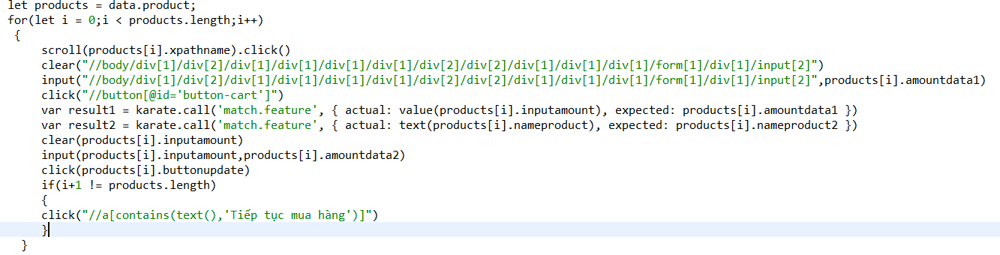 let products = data.product;
for(let i = 0;i < products.length;i++)
{
scroll(products[i].xpathname).click()
clear("//body/div[1]/div[2]/div[1]/div[1]/div[1]/div[1]/div[2]/div[2]/div[1]/div[1]/div[1]/form[1]/div[1]/input[2]")
input("//body/div[1]/div[2]/div[1]/div[1]/div[1]/div[1]/div[2]/div[2]/div[1]/div[1]/div[1]/form[1]/div[1]/input[2]",products[i].amountdata1)
click("//button[@id='button-cart']")
var result1 = karate.call('match.feature', { actual: value(products[i].inputamount), expected: products[i].amountdata1 })
var result2 = karate.call('match.feature', { actual: text(products[i].nameproduct), expected: products[i].nameproduct2 })
clear(products[i].inputamount)
input(products[i].inputamount,products[i].amountdata2)
click(products[i].buttonupdate)
if(i+1 != products.length)
{
click("//a[contains(text(),'Tiếp tục mua hàng')]")
}
}